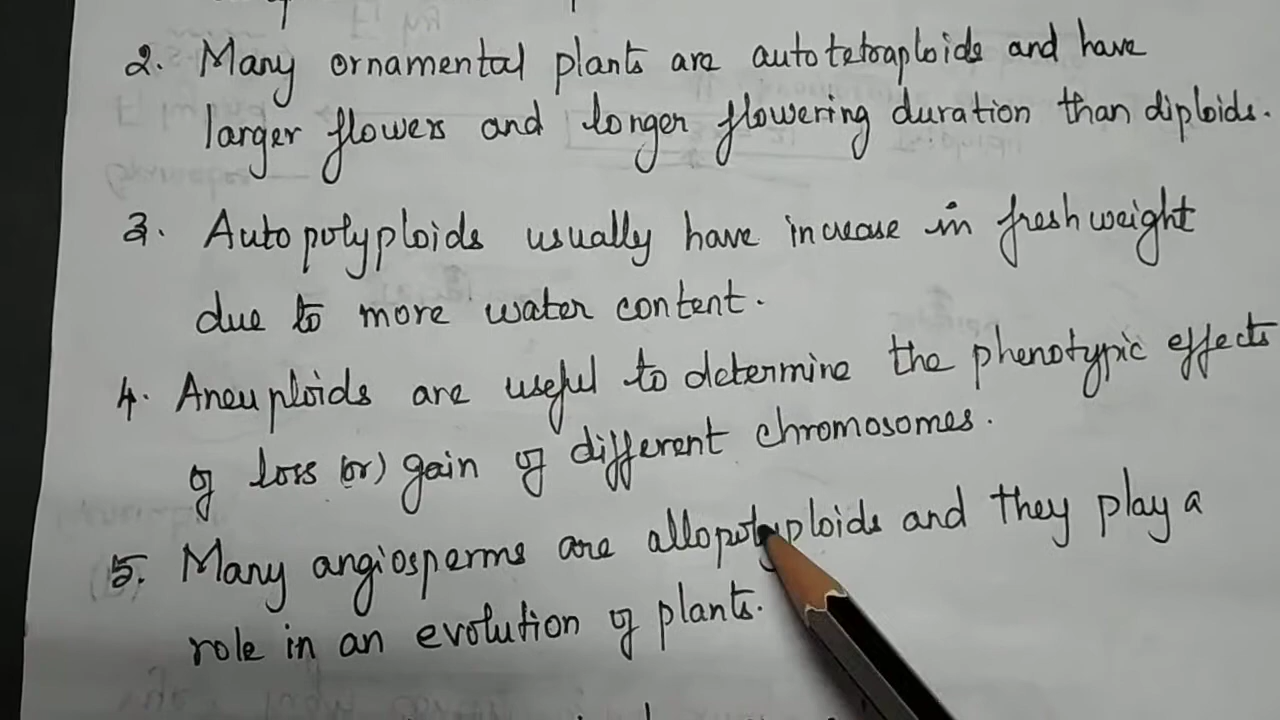 2. Many ornamental plants are autotetraploids and have
larger flowers and longer flowering duration than diploids.
3. Autopolyploids usually have increase in fresh weight
due to more water content.
4. Aneuploids are useful to determine the phenotypic effects
of loss (or) gain of different chromosomes.
5. Many angiosperms are allopolyploids and they play a
role in an evolution of plants.